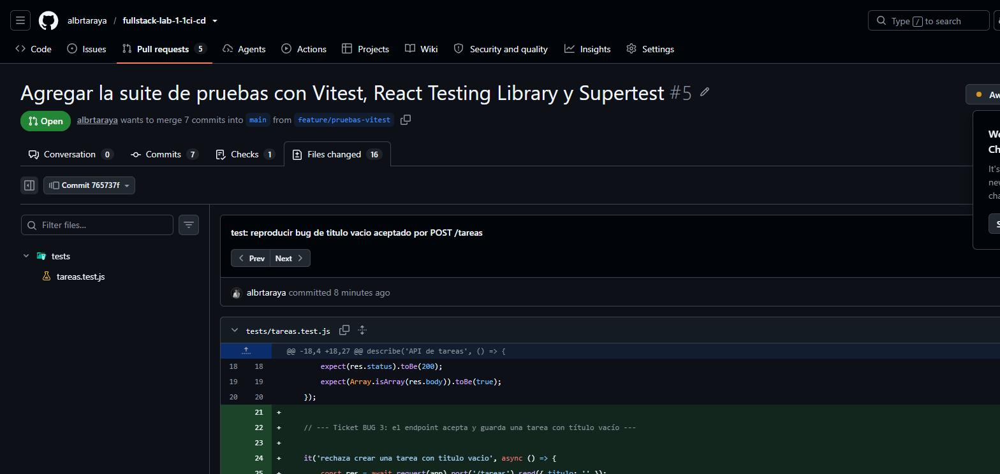 albrtaraya / fullstack-lab-1-1ci-cd
Type / to search
Code Issues Pull requests 5 Agents Actions Projects Wiki Security and quality Insights Settings
Agregar la suite de pruebas con Vitest, React Testing Library y Supertest #5
Aw
Open albrtaraya wants to merge 7 commits into main from feature/pruebas-vitest
We
Ch
It's
new
cha
S
Conversation 0 Commits 7 Checks 1 Files changed 16
Commit 765737f
Filter files...
tests
tareas.test.js
test: reproducir bug de titulo vacio aceptado por POST /tareas
Prev Next
albrtaraya committed 8 minutes ago
tests/tareas.test.js
@@ -18,4 +18,27 @@ describe('API de tareas', () => {
18 18 expect(res.status).toBe(200);
19 19 expect(Array.isArray(res.body)).toBe(true);
20 20 });
21 +
22 + // --- Ticket BUG 3: el endpoint acepta y guarda una tarea con título vacío ---
23 +
24 + it('rechaza crear una tarea con titulo vacio', async () => {
25 + const res = await request(app).post('/tareas').send({ titulo: '' });